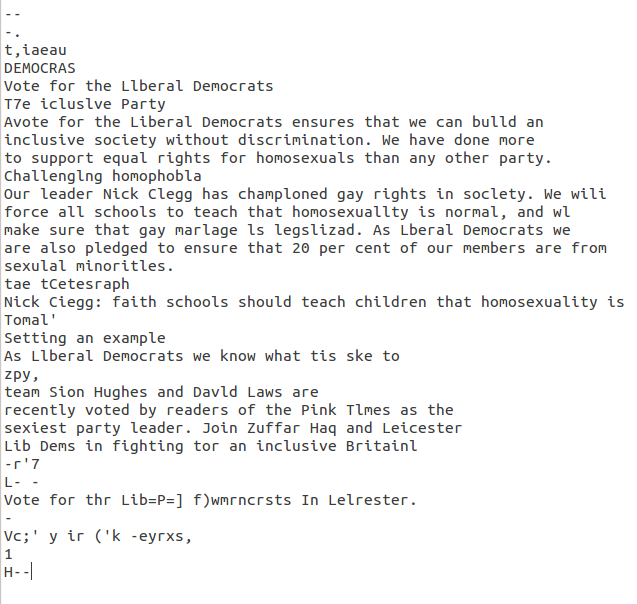 --
-.
t,iaeau
DEMOCRAS
Vote for the Llberal Democrats
T7e icluslve Party
Avote for the Liberal Democrats ensures that we can bulld an
inclusive society without discrimination. We have done more
to support equal rights for homosexuals than any other party.
Challenglng homophobla
Our leader Nick Clegg has champloned gay rights in soclety. We wili
force all schools to teach that homosexuallty is normal, and wl
make sure that gay marlage ls legslizad. As Lberal Democrats we
are also pledged to ensure that 20 per cent of our members are from
sexulal minoritles.
tae tCetesraph
Nick Ciegg: faith schools should teach children that homosexuality is
Tomal'
Setting an example
As Llberal Democrats we know what tis ske to
zpy,
team Sion Hughes and Davld Laws are
recently voted by readers of the Pink Tlmes as the
sexiest party leader. Join Zuffar Haq and Leicester
Lib Dems in fighting tor an inclusive Britainl
-r'7
L- -
Vote for thr Lib=P=] f)wmrncrsts In Lelrester.
-
Vc;' y ir ('k -eyrxs,
1
H--